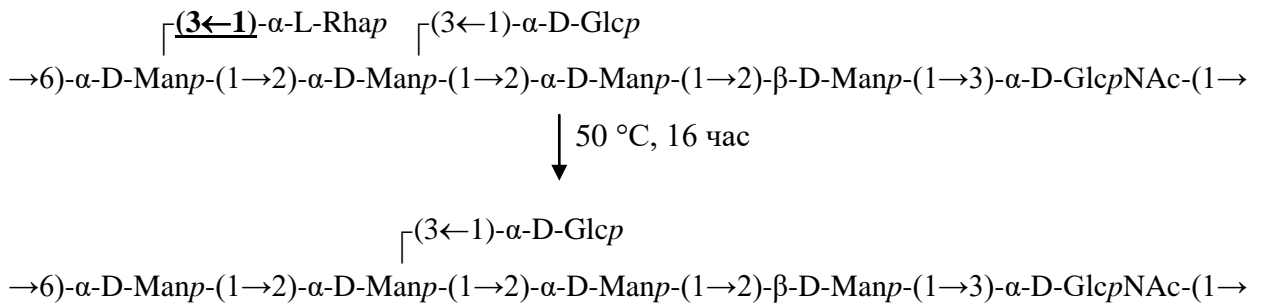 (3←1)-α-L-Rhap (3←1)-α-D-Glcp
→6)-α-D-Manp-(1→2)-α-D-Manp-(1→2)-α-D-Manp-(1→2)-β-D-Manp-(1→3)-α-D-GlcpNAc-(1→
50 °C, 16 час
(3←1)-α-D-Glcp
→6)-α-D-Manp-(1→2)-α-D-Manp-(1→2)-α-D-Manp-(1→2)-β-D-Manp-(1→3)-α-D-GlcpNAc-(1→